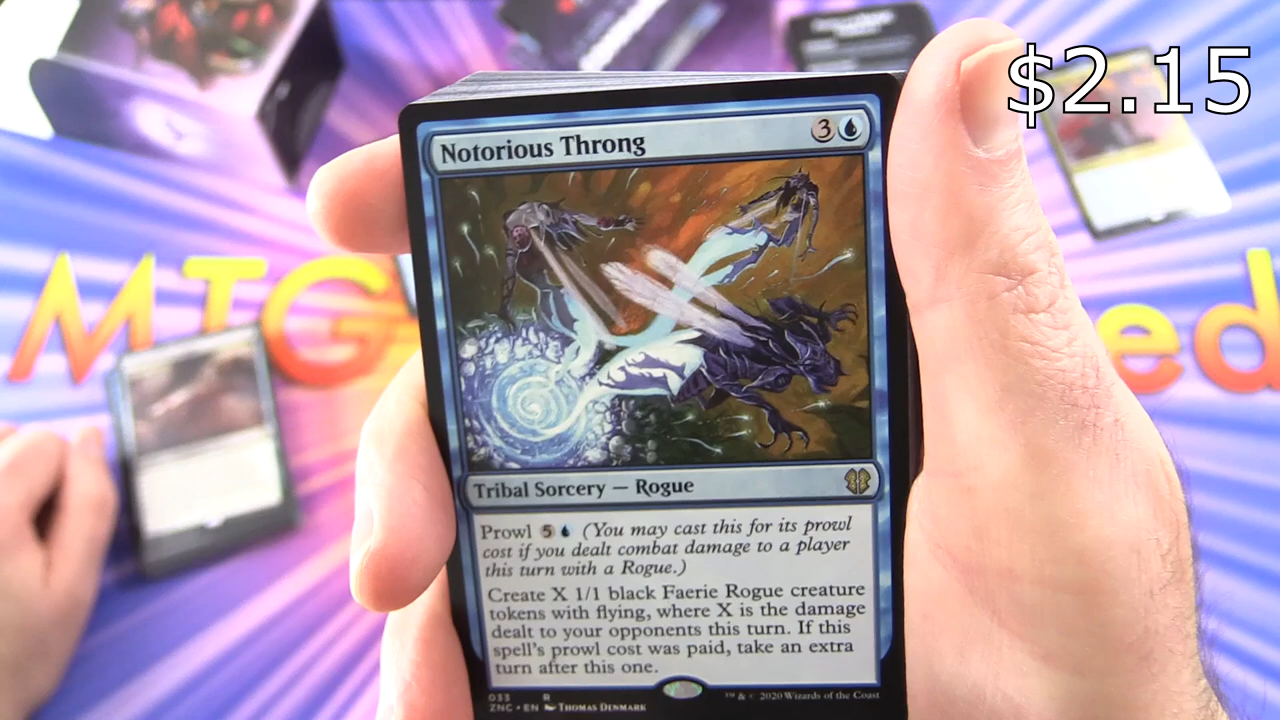 $2.15
Notorious Throng
3
MTG
ed
Tribal Sorcery — Rogue
Prowl 5 (You may cast this for its prowl
cost if you dealt combat damage to a player
this turn with a Rogue.)
Create X 1/1 black Faerie Rogue creature
tokens with flying, where X is the damage
dealt to your opponents this turn. If this
spell's prowl cost was paid, take an extra
turn after this one.
033 R
ZNC • EN Thomas Denmark
™ & © 2020 Wizards of the Coast